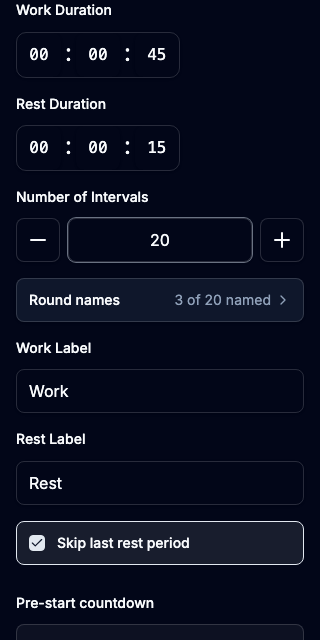 Work Duration
00 : 00 : 45
Rest Duration
00 : 00 : 15
Number of Intervals
20
Round names 3 of 20 named
Work Label
Work
Rest Label
Rest
Skip last rest period
Pre-start countdown